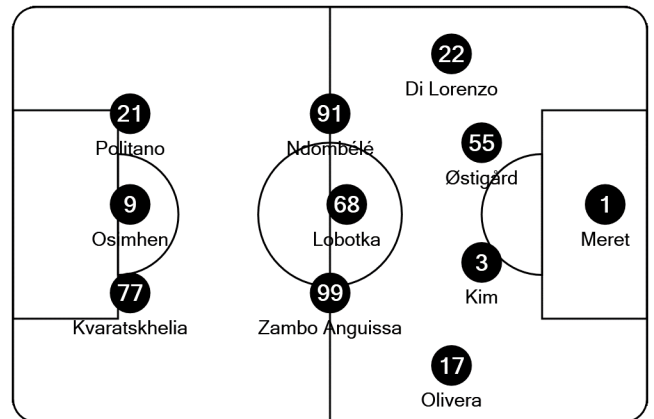 22
Di Lorenzo
21
Politano
91
Ndombélé
55
Østigård
9
Osimhen
68
Lobotka
1
Meret
77
Kvaratskhelia
99
Zambo Anguissa
3
Kim
17
Olivera